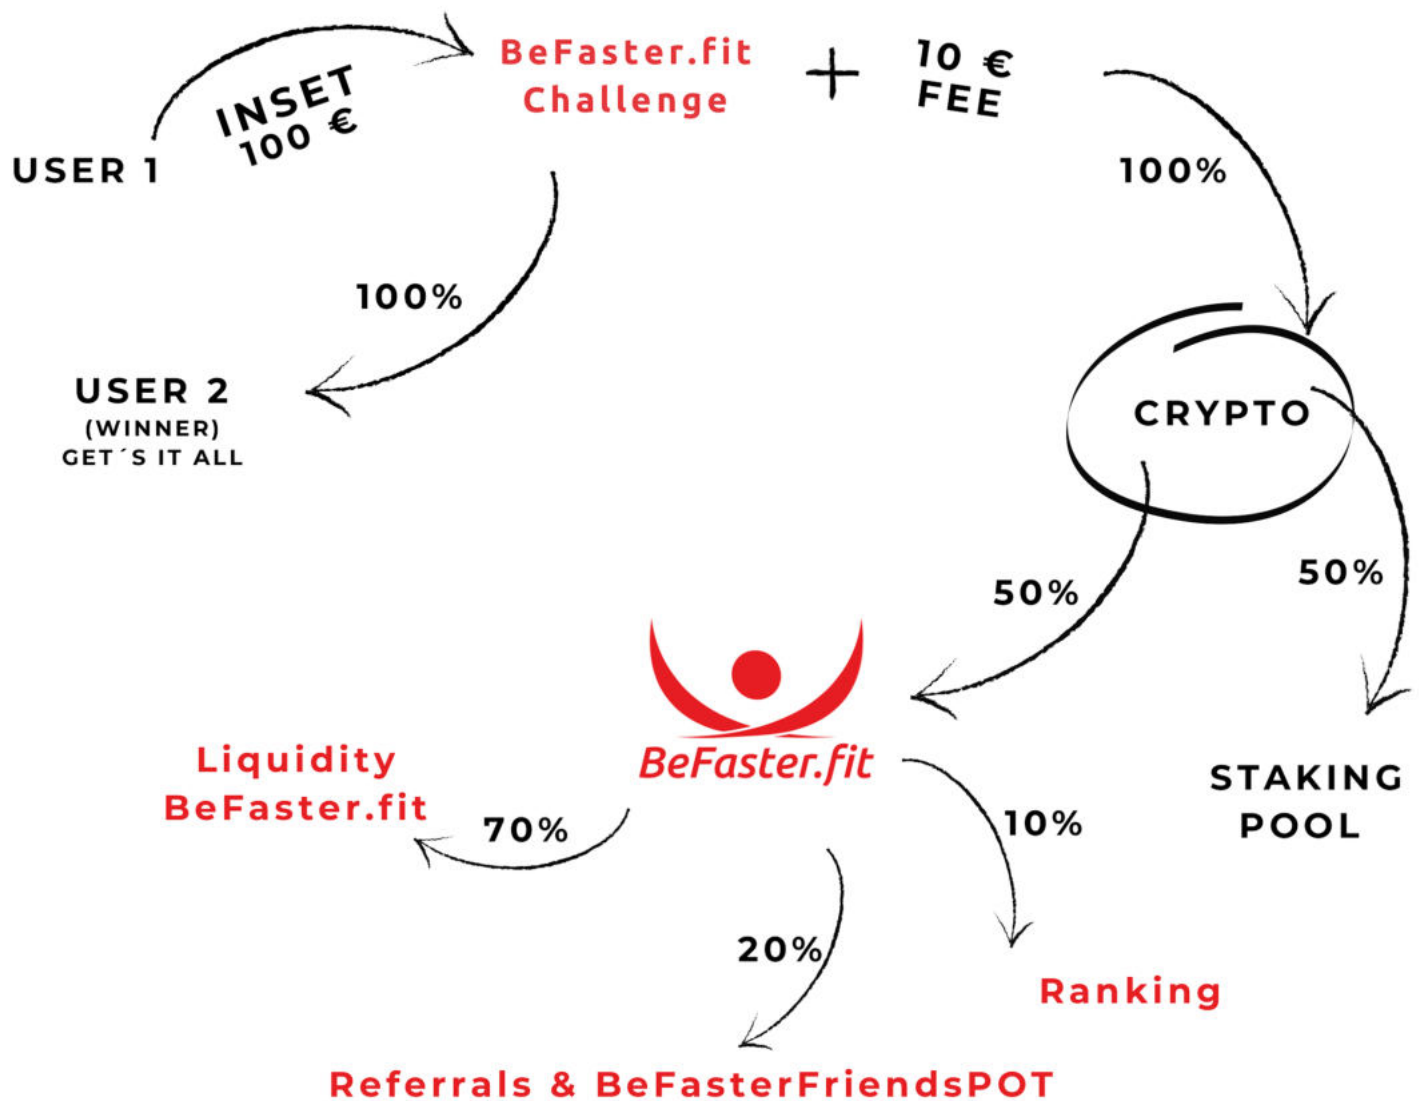 BeFaster.fit
Challenge
+
10 €
FEE
INSET
100 €
USER 1
100%
100%
USER 2
(WINNER)
GET´S IT ALL
CRYPTO
50%
50%
BeFaster.fit
Liquidity
BeFaster.fit
70%
10%
STAKING
POOL
20%
Ranking
Referrals & BeFasterFriendsPOT